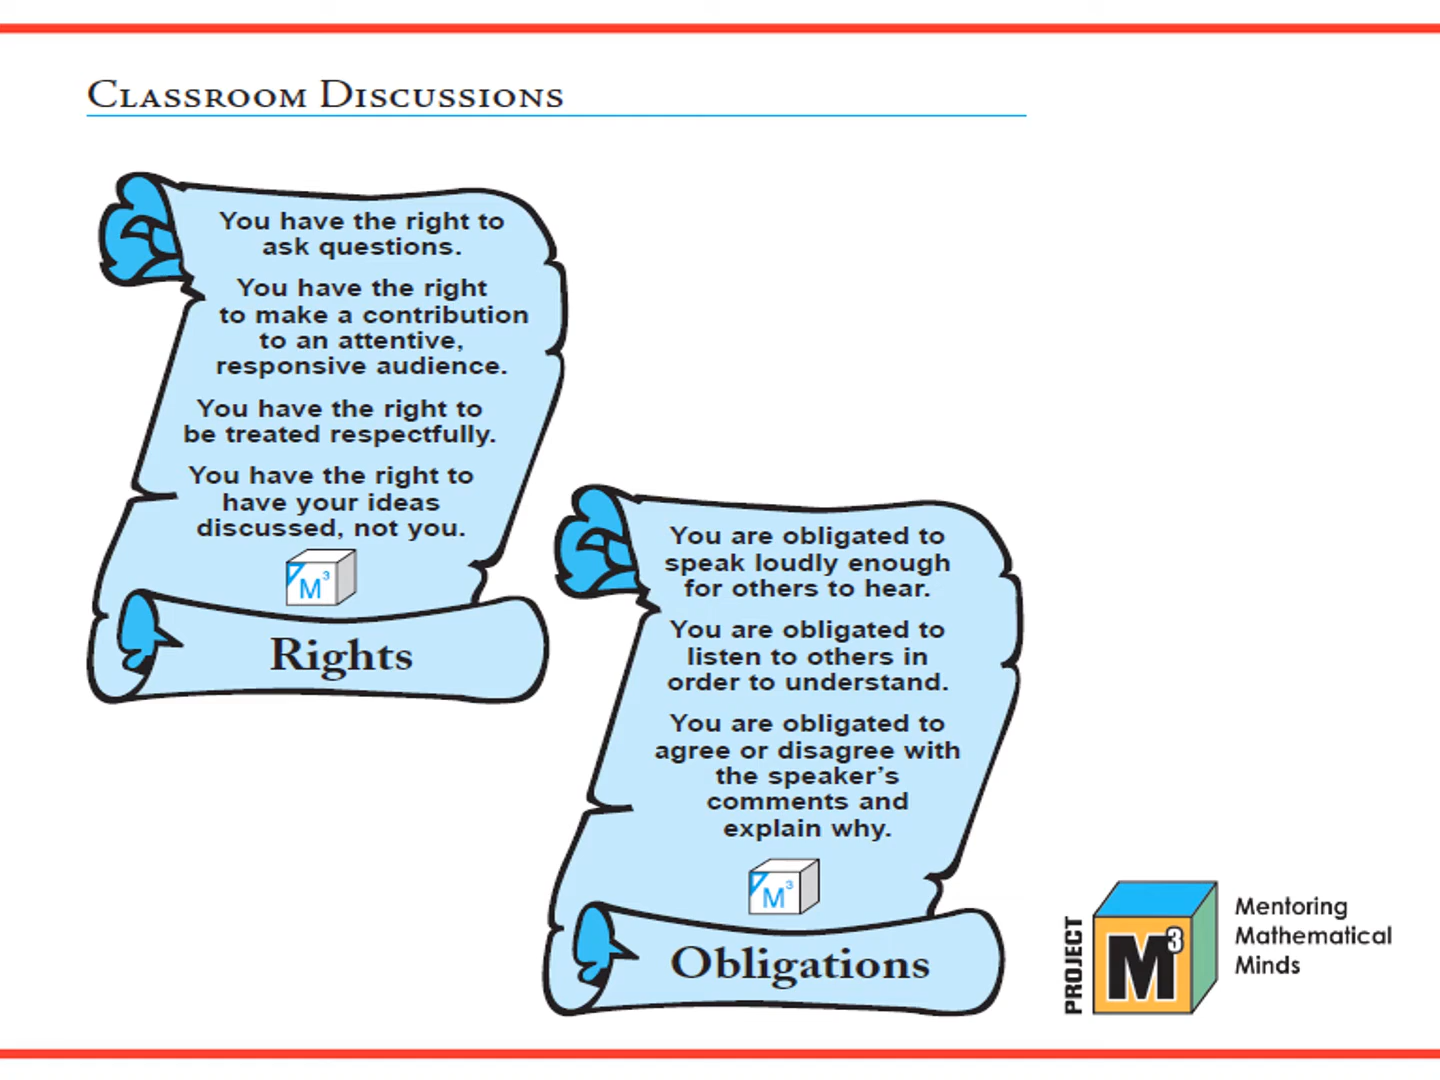 CLASSROOM DISCUSSIONS
You have the right to
ask questions.
You have the right
to make a contribution
to an attentive,
responsive audience.
You have the right to
be treated respectfully.
You have the right to
have your ideas
discussed, not you.
M³
Rights
You are obligated to
speak loudly enough
for others to hear.
You are obligated to
listen to others in
order to understand.
You are obligated to
agree or disagree with
the speaker's
comments and
explain why.
M³
Obligations
PROJECT
M³
Mentoring
Mathematical
Minds